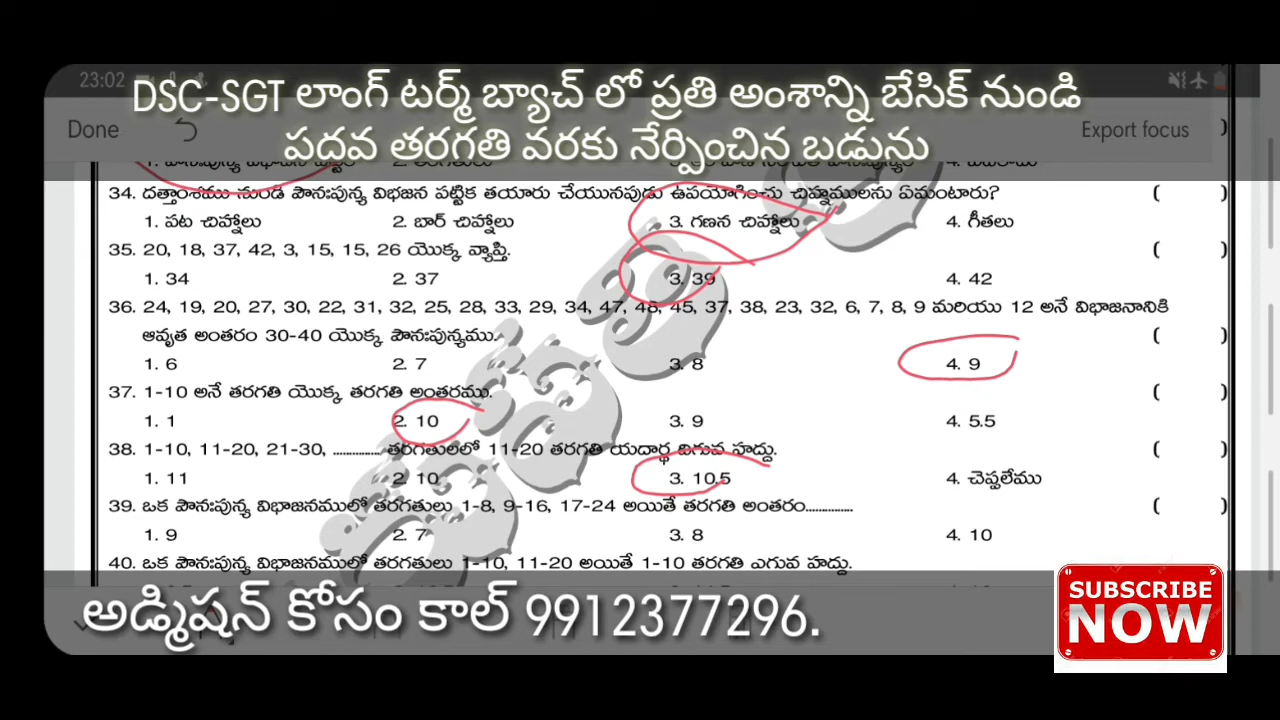 23:02
DSC-SGT లాంగ్ టర్మ్ బ్యాచ్ లో ప్రతి అంశాన్ని బేసిక్ నుండి
Done
Export focus
పదవ తరగతి వరకు నేర్పించిన బడును
34. దత్తాంశము నుండి పౌనఃపున్య విభజన పట్టిక తయారు చేయునపుడు ఉపయోగించు చిహ్నములను ఏమంటారు? ( )
1. పట చిహ్నాలు 2. బార్ చిహ్నాలు 3. గణన చిహ్నాలు 4. గీతలు
35. 20, 18, 37, 42, 3, 15, 15, 26 యొక్క వ్యాప్తి. ( )
1. 34 2. 37 3. 39 4. 42
36. 24, 19, 20, 27, 30, 22, 31, 32, 25, 28, 33, 29, 34, 47, 48, 45, 37, 38, 23, 32, 6, 7, 8, 9 మరియు 12 అనే విభాజనానికి
ఆవృత అంతరం 30-40 యొక్క పౌనఃపున్యము. ( )
1. 6 2. 7 3. 8 4. 9
37. 1-10 అనే తరగతి యొక్క తరగతి అంతరము. ( )
1. 1 2. 10 3. 9 4. 5.5
38. 1-10, 11-20, 21-30, ............... తరగతులలో 11-20 తరగతి యదార్థ దిగువ హద్దు. ( )
1. 11 2. 10 3. 10.5 4. చెప్పలేము
39. ఒక పౌనఃపున్య విభాజనములో తరగతులు 1-8, 9-16, 17-24 అయితే తరగతి అంతరం............... ( )
1. 9 2. 7 3. 8 4. 10
40. ఒక పౌనఃపున్య విభాజనములో తరగతులు 1-10, 11-20 అయితే 1-10 తరగతి ఎగువ హద్దు.
అడ్మిషన్ కోసం కాల్ 9912377296.
SUBSCRIBE
NOW